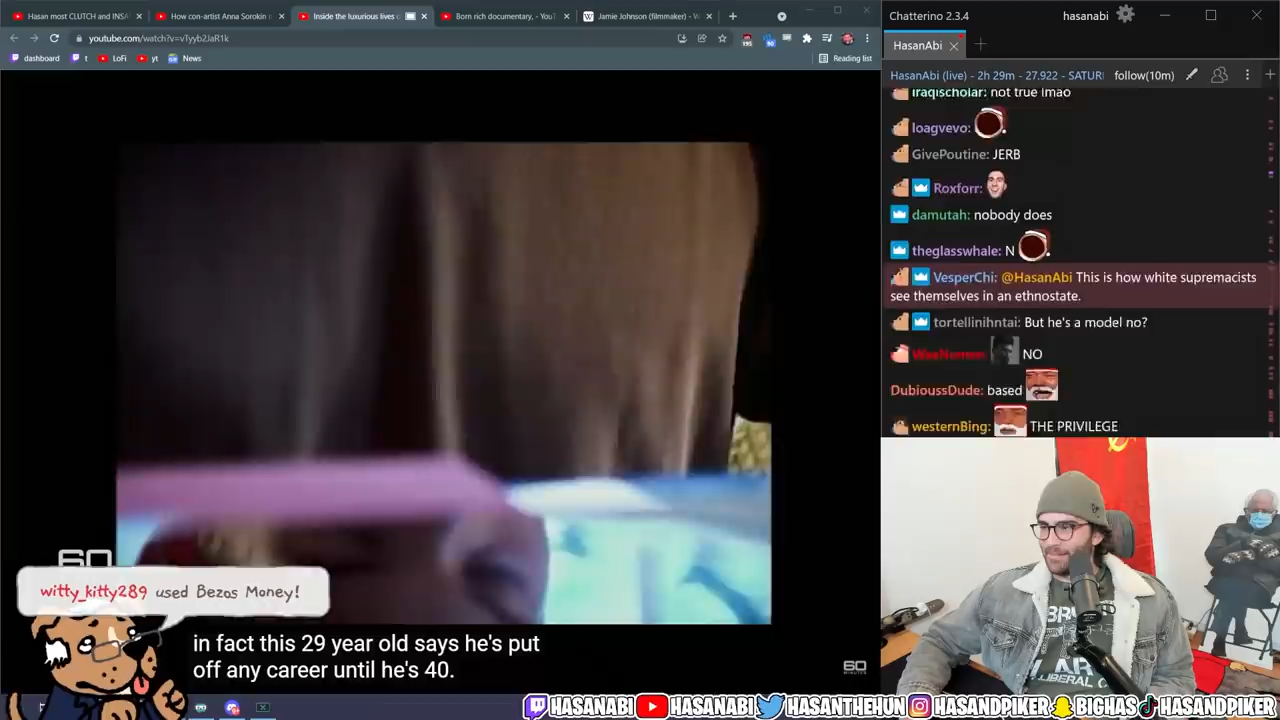 Hasan most CLUTCH and INSA
How con-artist Anna Sorokin is
Inside the luxurious lives o
Born rich documentary, - YouT
Jamie Johnson (filmmaker) - W
youtube.com/watch?v=vTyyb2JaR1k
dashboard
t
LoFi
yt
News
Reading list
60
witty_kitty289 used Bezos Money!
in fact this 29 year old says he's put
off any career until he's 40.
60
MINUTES
Chatterino 2.3.4
hasanabi
HasanAbi
HasanAbi (live) - 2h 29m - 27.922 - SATUR
follow(10m)
iraqischolar: not true lmao
loagvevo:
GivePoutine: JERB
Roxforr:
damutah: nobody does
theglasswhale: N
VesperChi: @HasanAbi This is how white supremacists
see themselves in an ethnostate.
tortellinihntai: But he's a model no?
NO
DubioussDude: based
westernBing: THE PRIVILEGE
HASANABI HASANABI HASANTHEHUN HASANDPIKER BIGHAS HASANDPIKER